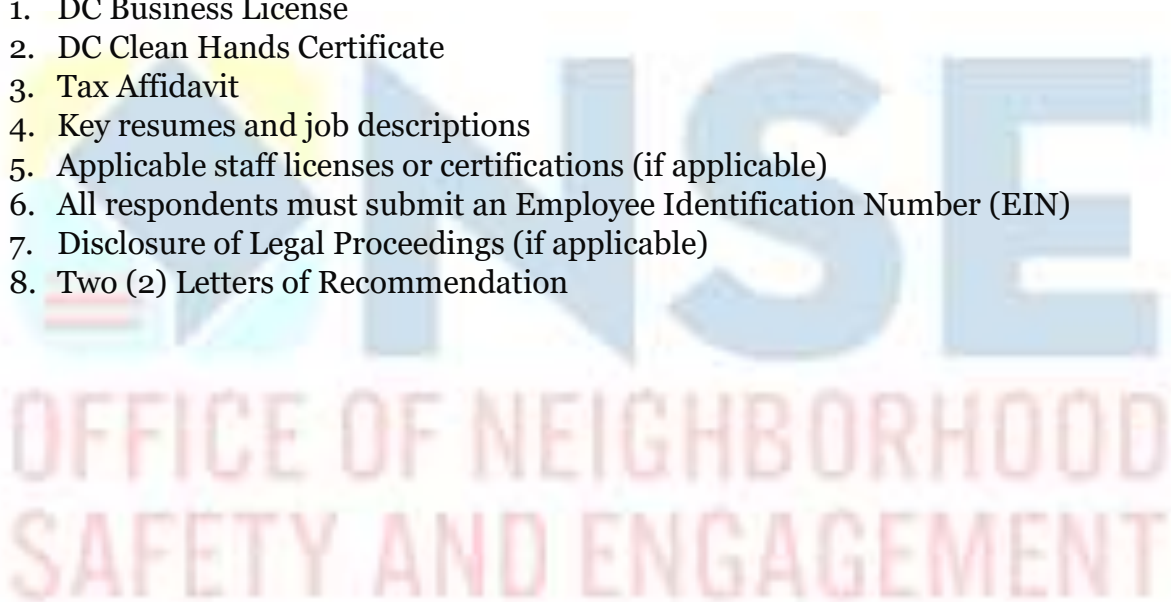 1. DC Business License
2. DC Clean Hands Certificate
3. Tax Affidavit
4. Key resumes and job descriptions
5. Applicable staff licenses or certifications (if applicable)
6. All respondents must submit an Employee Identification Number (EIN)
7. Disclosure of Legal Proceedings (if applicable)
8. Two (2) Letters of Recommendation
ONSE
OFFICE OF NEIGHBORHOOD
SAFETY AND ENGAGEMENT